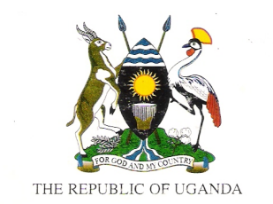 FOR GOD AND MY COUNTRY
THE REPUBLIC OF UGANDA